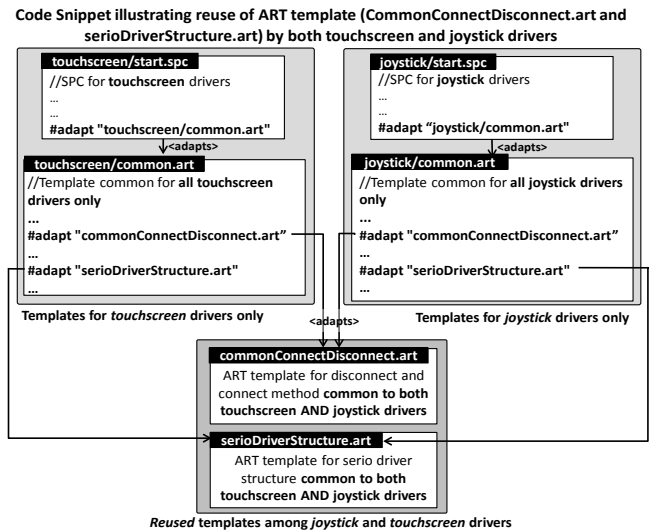 Code Snippet illustrating reuse of ART template (CommonConnectDisconnect.art and
serioDriverStructure.art) by both touchscreen and joystick drivers
touchscreen/start.spc
//SPC for touchscreen drivers
...
...
#adapt "touchscreen/common.art"
<adapts>
touchscreen/common.art
//Template common for all touchscreen
drivers only
...
#adapt "commonConnectDisconnect.art”
...
#adapt "serioDriverStructure.art"
...
Templates for touchscreen drivers only
joystick/start.spc
//SPC for joystick drivers
...
...
#adapt “joystick/common.art"
<adapts>
joystick/common.art
//Template common for all joystick drivers
only
...
#adapt "commonConnectDisconnect.art”
...
#adapt "serioDriverStructure.art"
...
Templates for joystick drivers only
<adapts>
commonConnectDisconnect.art
ART template for disconnect and
connect method common to both
touchscreen AND joystick drivers
serioDriverStructure.art
ART template for serio driver
structure common to both
touchscreen AND joystick drivers
Reused templates among joystick and touchscreen drivers